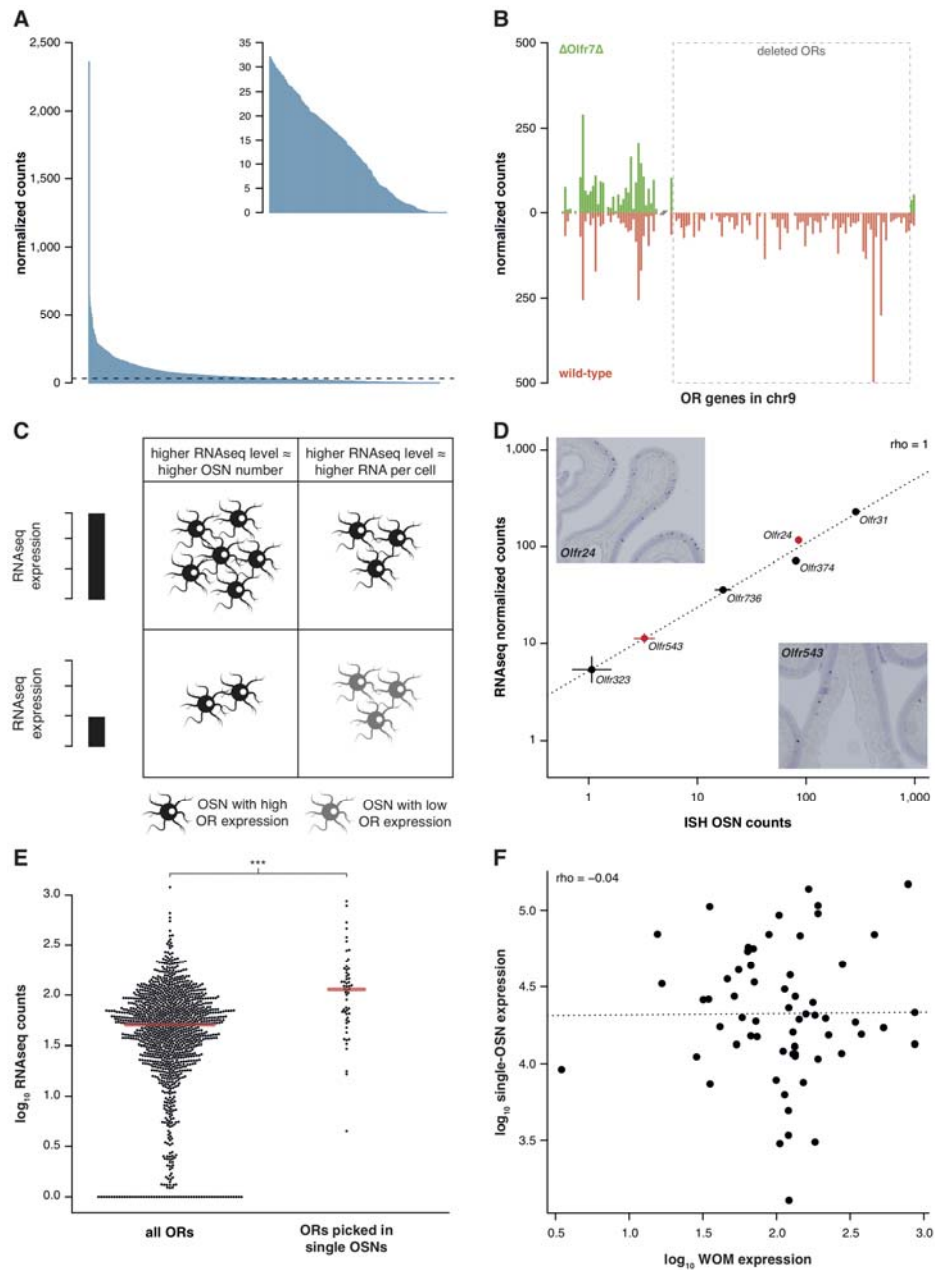 A
2,500
2,000
1,500
1,000
500
0
normalized counts
35
30
25
20
15
10
5
0
B
500
250
0
250
500
normalized counts
ΔOlfr7Δ
deleted ORs
wild-type
OR genes in chr9
C
higher RNAseq level ≈
higher OSN number
higher RNAseq level ≈
higher RNA per cell
RNAseq
expression
RNAseq
expression
OSN with high
OR expression
OSN with low
OR expression
D
1,000
100
10
1
RNAseq normalized counts
rho = 1
Olfr24
Olfr31
Olfr24
Olfr374
Olfr736
Olfr543
Olfr323
Olfr543
1
10
100
1,000
ISH OSN counts
E
***
3.0
2.5
2.0
1.5
1.0
0.5
0.0
log10 RNAseq counts
all ORs
ORs picked in
single OSNs
F
rho = −0.04
5.0
4.5
4.0
3.5
log10 single-OSN expression
0.5
1.0
1.5
2.0
2.5
3.0
log10 WOM expression